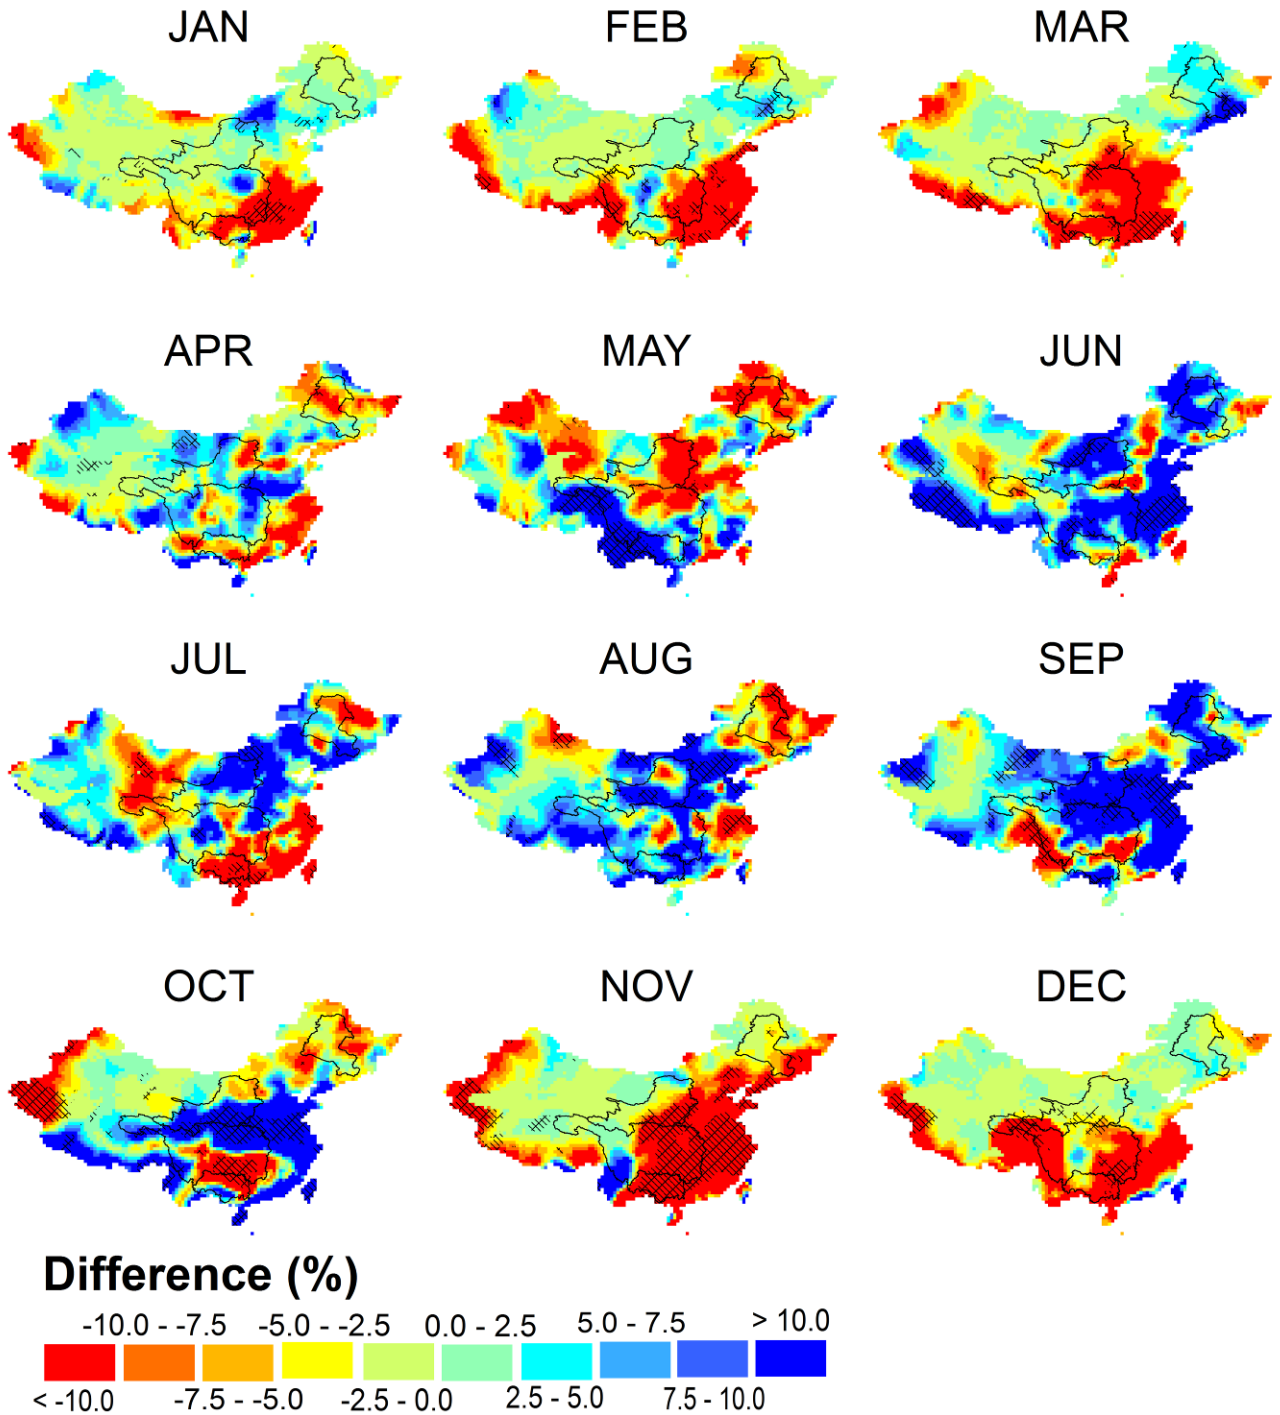 JAN FEB MAR
APR MAY JUN
JUL AUG SEP
OCT NOV DEC
Difference (%)
-10.0 - -7.5 -5.0 - -2.5 0.0 - 2.5 5.0 - 7.5 > 10.0
< -10.0 -7.5 - -5.0 -2.5 - 0.0 2.5 - 5.0 7.5 - 10.0